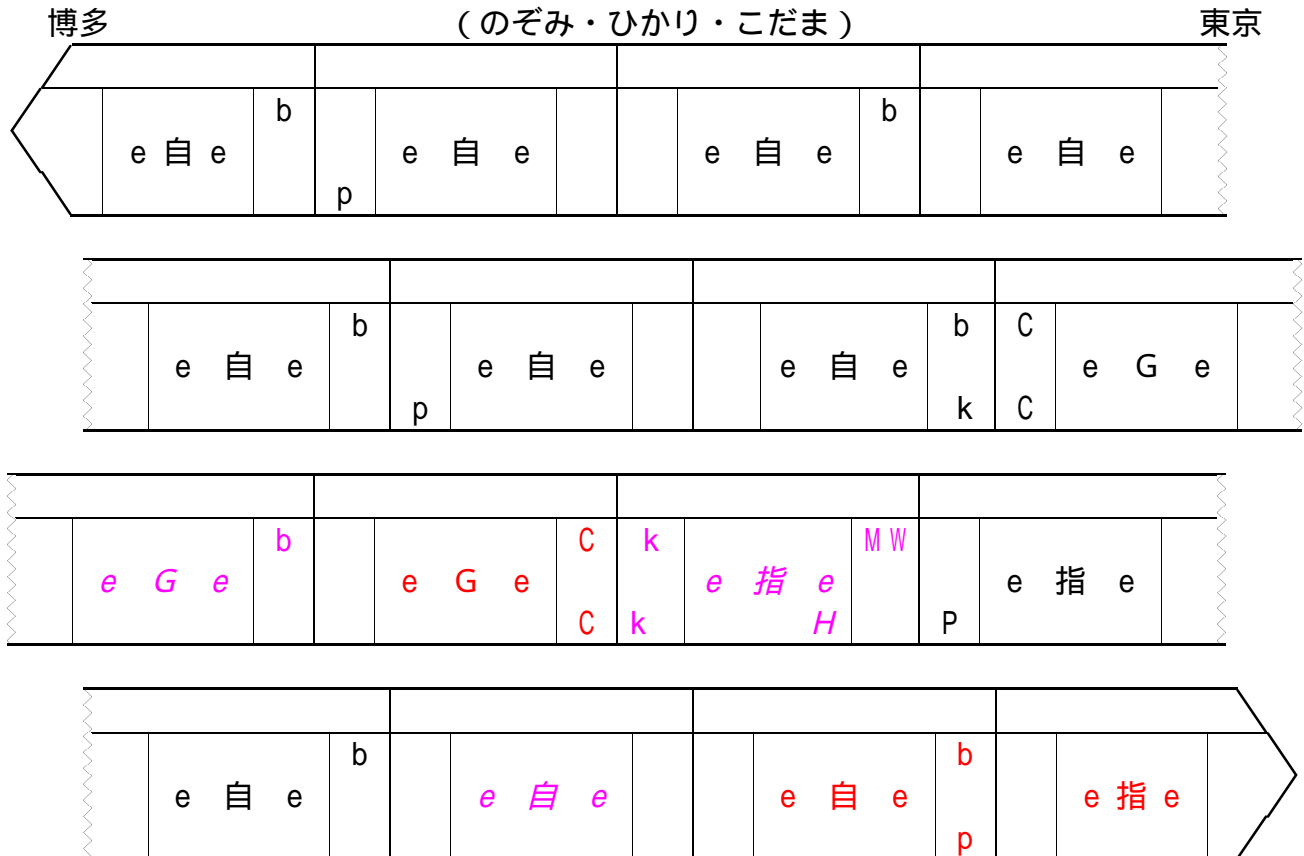 博多 (のぞみ・ひかり・こだま) 東京
b b
e 自 e e 自 e e 自 e e 自 e
p
b b C
e 自 e e 自 e e 自 e e G e
p k C
b C k MW
e G e e G e e 指 e e 指 e
C k H P
b b
e 自 e e 自 e e 自 e e 指 e
p